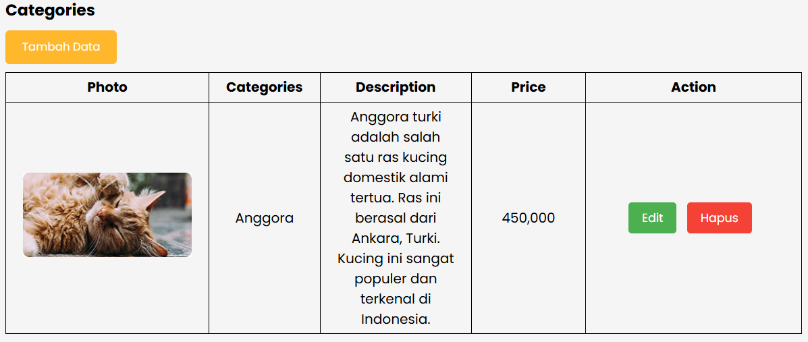 Categories
Tambah Data
Photo Categories Description Price Action
Anggora turki
adalah salah
satu ras kucing
domestik alami
tertua. Ras ini
Anggora berasal dari 450,000 Edit Hapus
Ankara, Turki.
Kucing ini sangat
populer dan
terkenal di
Indonesia.